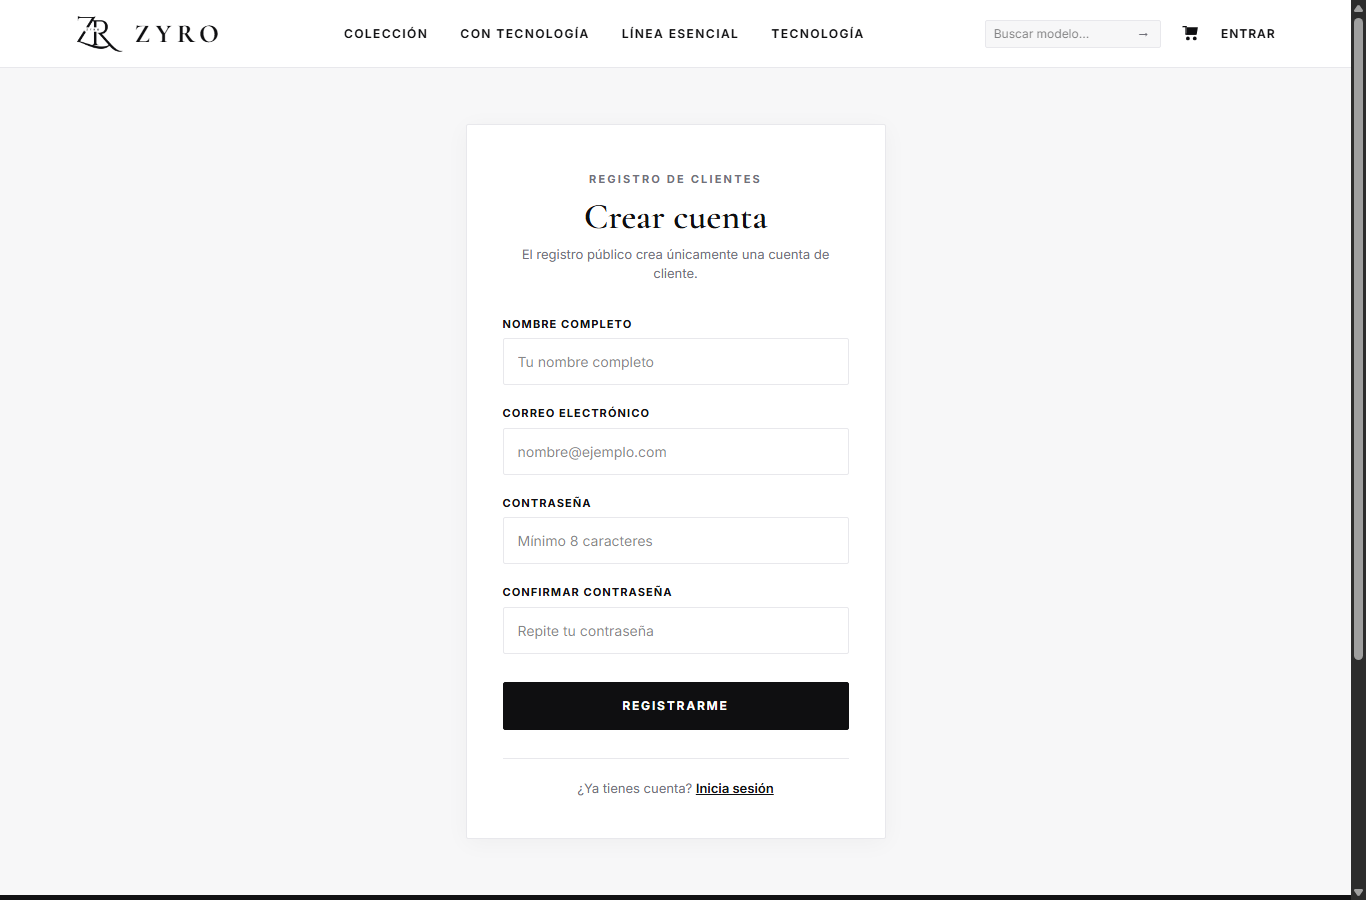 ZR ZYRO
COLECCIÓN
CON TECNOLOGÍA
LÍNEA ESENCIAL
TECNOLOGÍA
Buscar modelo... →
ENTRAR
REGISTRO DE CLIENTES
Crear cuenta
El registro público crea únicamente una cuenta de
cliente.
NOMBRE COMPLETO
Tu nombre completo
CORREO ELECTRÓNICO
nombre@ejemplo.com
CONTRASEÑA
Mínimo 8 caracteres
CONFIRMAR CONTRASEÑA
Repite tu contraseña
REGISTRARME
¿Ya tienes cuenta? Inicia sesión